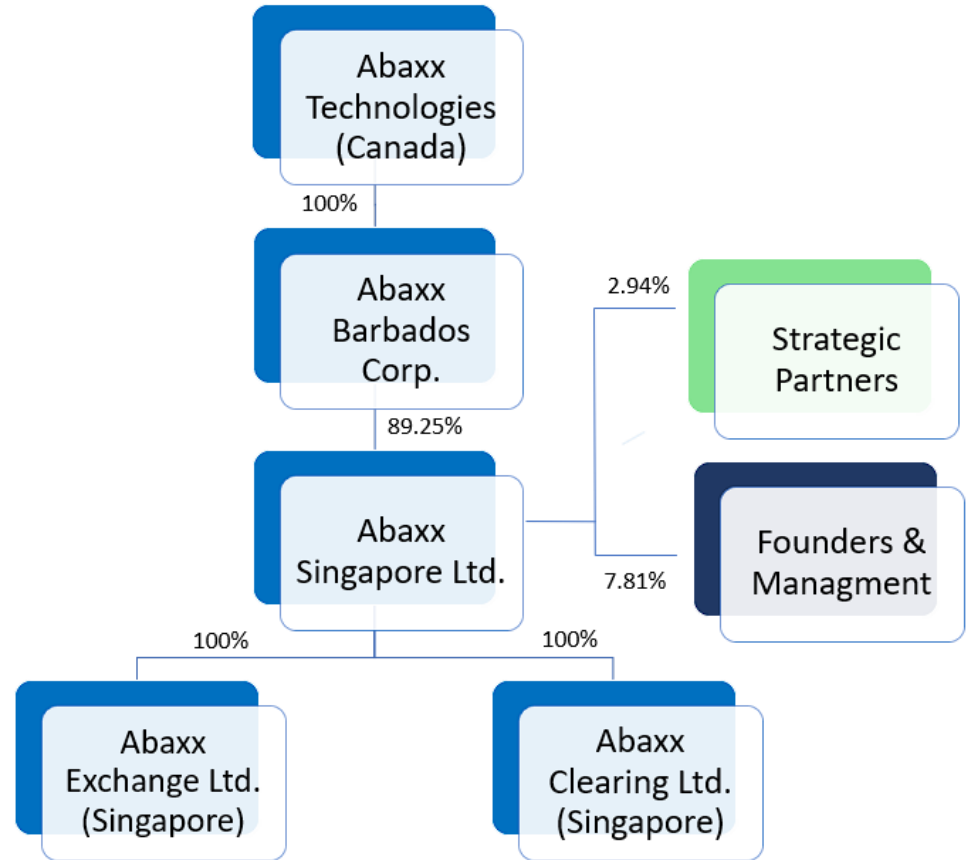 Abaxx
Technologies
(Canada)
100%
Abaxx
Barbados
Corp.
89.25%
2.94%
Strategic
Partners
Abaxx
Singapore Ltd.
Founders &
Managment
7.81%
100%
100%
Abaxx
Exchange Ltd.
(Singapore)
Abaxx
Clearing Ltd.
(Singapore)